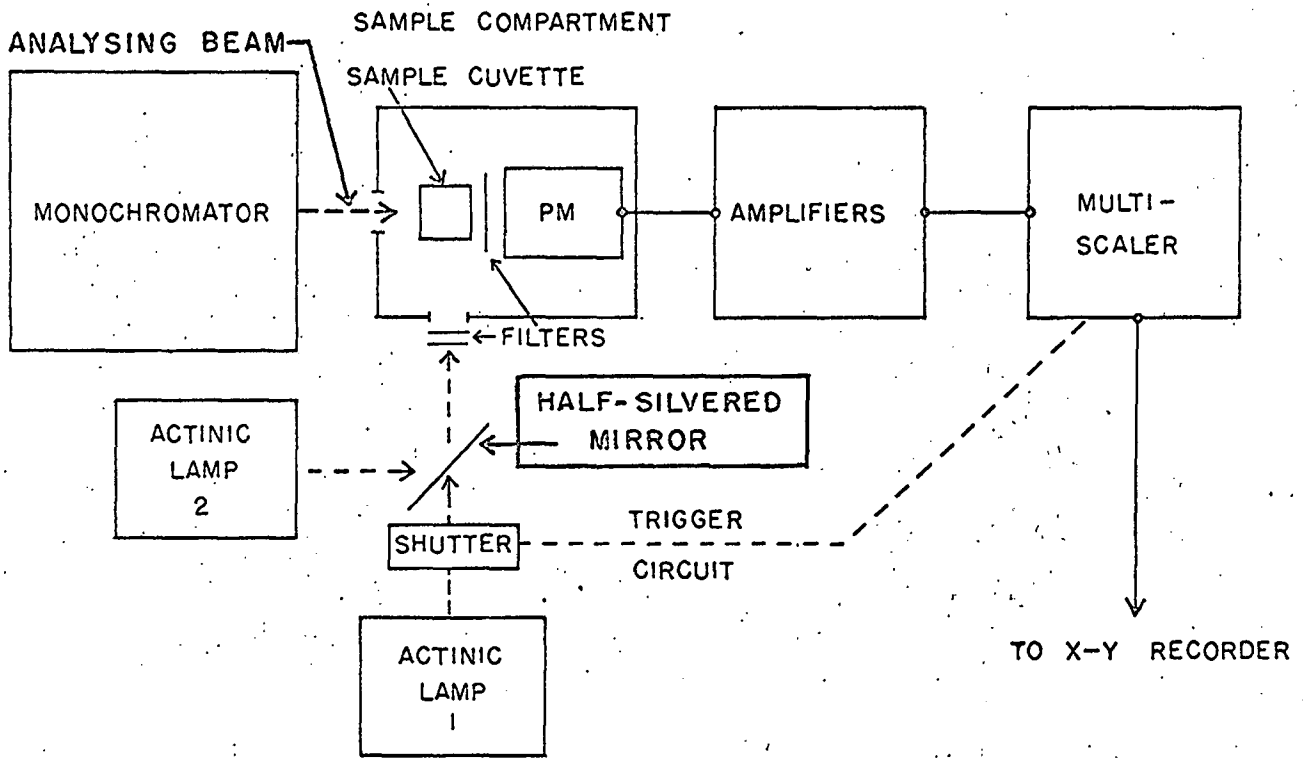 SAMPLE COMPARTMENT
ANALYSING BEAM
SAMPLE CUVETTE
MONOCHROMATOR
PM
AMPLIFIERS
MULTI-
SCALER
FILTERS
HALF-SILVERED
MIRROR
ACTINIC
LAMP
2
SHUTTER
TRIGGER
CIRCUIT
ACTINIC
LAMP
1
TO X-Y RECORDER